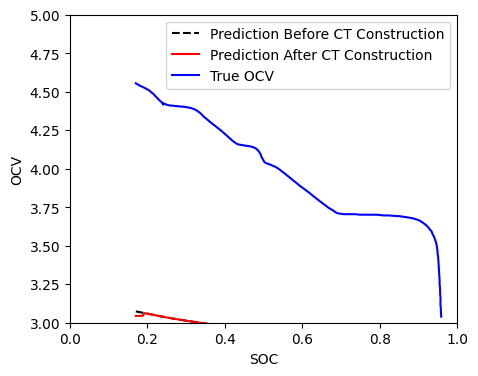 Prediction Before CT Construction
Prediction After CT Construction
True OCV
5.00
4.75
4.50
4.25
4.00
3.75
3.50
3.25
3.00
OCV
0.0 0.2 0.4 0.6 0.8 1.0
SOC